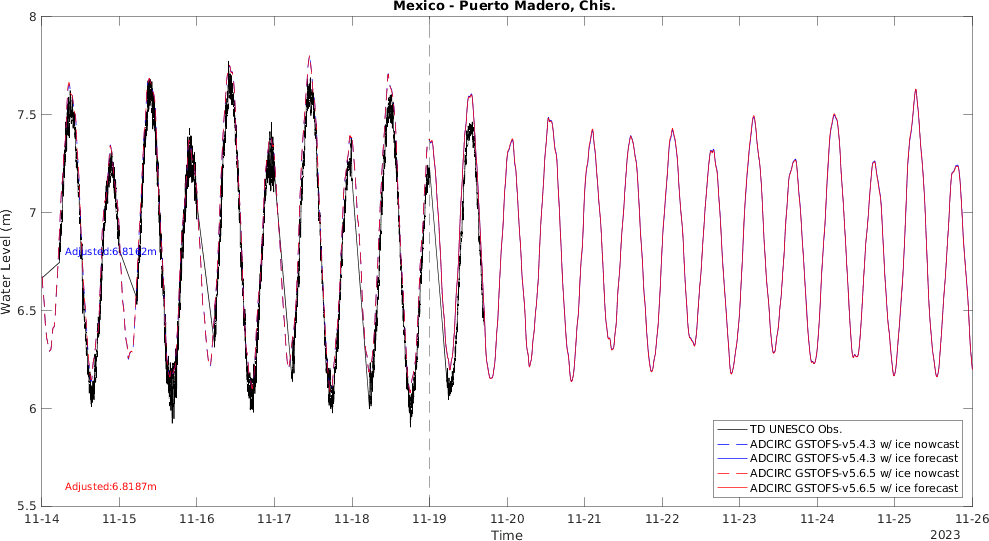 Mexico - Puerto Madero, Chis.
8
7.5
7
6.5
6
5.5
Water Level (m)
Adjusted:6.8162m
Adjusted:6.8187m
TD UNESCO Obs.
ADCIRC GSTOFS-v5.4.3 w/ ice nowcast
ADCIRC GSTOFS-v5.4.3 w/ ice forecast
ADCIRC GSTOFS-v5.6.5 w/ ice nowcast
ADCIRC GSTOFS-v5.6.5 w/ ice forecast
11-14 11-15 11-16 11-17 11-18 11-19 11-20 11-21 11-22 11-23 11-24 11-25 11-26
Time
2023